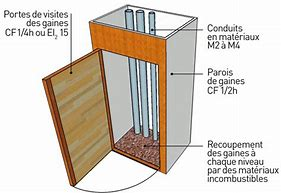 Portes de visites
des gaines
CF 1/4h ou EI₂ 15
Conduits
en matériaux
M2 à M4
Parois
de gaines
CF 1/2h
Recoupement
des gaines à
chaque niveau
par des matériaux
incombustibles